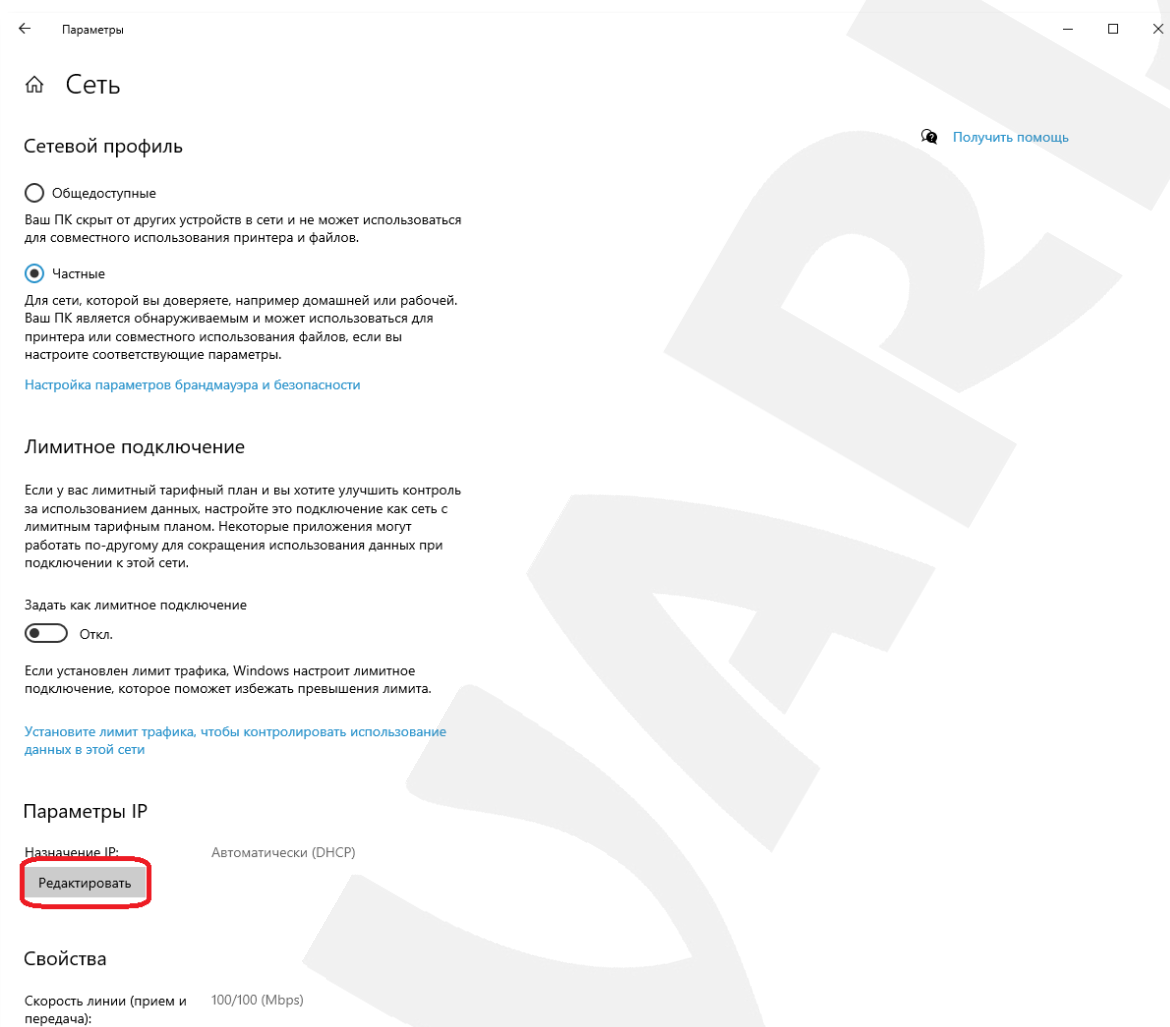 Параметры
Сеть
Сетевой профиль
Получить помощь
Общедоступные
Ваш ПК скрыт от других устройств в сети и не может использоваться
для совместного использования принтера и файлов.
Частные
Для сети, которой вы доверяете, например домашней или рабочей.
Ваш ПК является обнаруживаемым и может использоваться для
принтера или совместного использования файлов, если вы
настроите соответствующие параметры.
Настройка параметров брандмауэра и безопасности
Лимитное подключение
Если у вас лимитный тарифный план и вы хотите улучшить контроль
за использованием данных, настройте это подключение как сеть с
лимитным тарифным планом. Некоторые приложения могут
работать по-другому для сокращения использования данных при
подключении к этой сети.
Задать как лимитное подключение
Откл.
Если установлен лимит трафика, Windows настроит лимитное
подключение, которое поможет избежать превышения лимита.
Установите лимит трафика, чтобы контролировать использование
данных в этой сети
Параметры IP
Назначение IP: Автоматически (DHCP)
Редактировать
Свойства
Скорость линии (прием и 100/100 (Mbps)
передача):